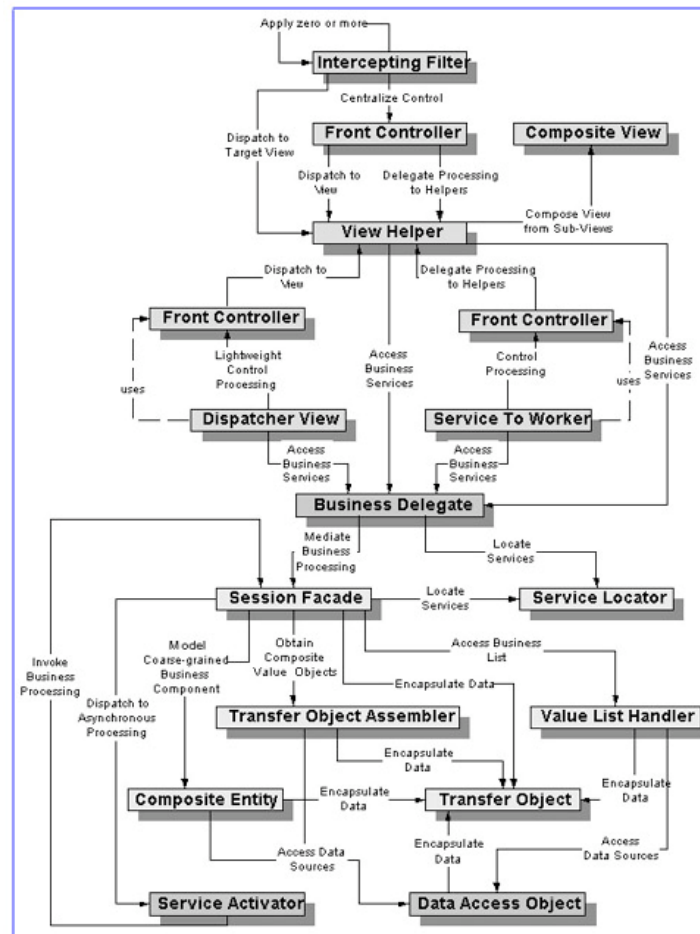 Apply zero or more
Intercepting Filter
Centralize Control
Dispatch to
Target View
Front Controller
Composite View
Dispatch to
View
Delegate Processing
to Helpers
Compose View
from Sub-Views
View Helper
Dispatch to
View
Delegate Processing
to Helpers
Front Controller
Front Controller
Lightweight
Control
Processing
Access
Business
Services
Control
Processing
Access
Business
Services
uses
uses
Dispatcher View
Service To Worker
Access
Business
Services
Access
Business
Services
Business Delegate
Mediate
Business
Processing
Locate
Services
Session Facade
Locate
Services
Service Locator
Invoke
Business
Processing
Model
Coarse-grained
Business
Component
Obtain
Composite
Value Objects
Access Business
List
Encapsulate Data
Dispatch to
Asynchronous
Processing
Transfer Object Assembler
Value List Handler
Encapsulate
Data
Encapsulate
Data
Composite Entity
Encapsulate
Data
Transfer Object
Access Data
Sources
Encapsulate
Data
Access
Data Sources
Service Activator
Data Access Object